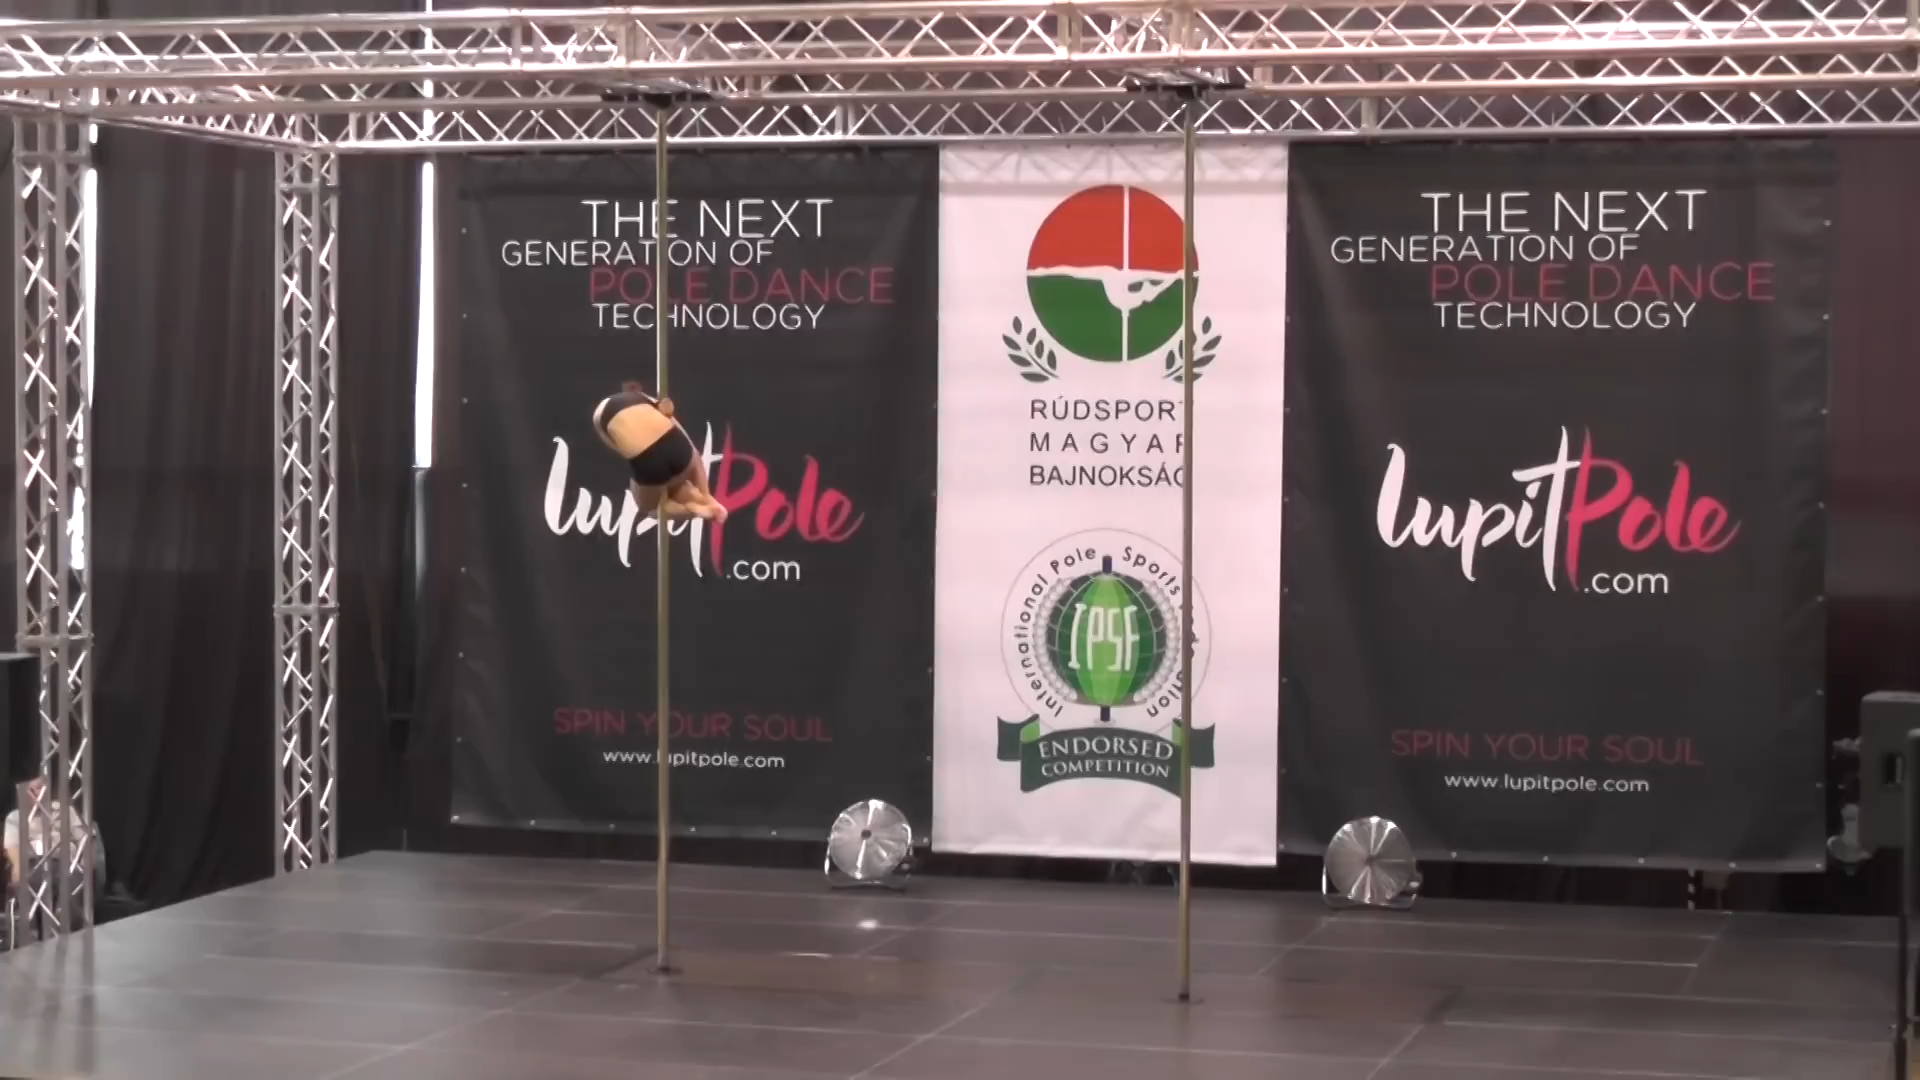 THE NEXT
GENERATION OF
POLE DANCE
TECHNOLOGY
lupitPole
.com
SPIN YOUR SOUL
www.lupitpole.com
RÚDSPORT
MAGYAR
BAJNOKSÁG
International Pole Sports
IPSF
ENDORSED
COMPETITION
THE NEXT
GENERATION OF
POLE DANCE
TECHNOLOGY
lupitPole
.com
SPIN YOUR SOUL
www.lupitpole.com